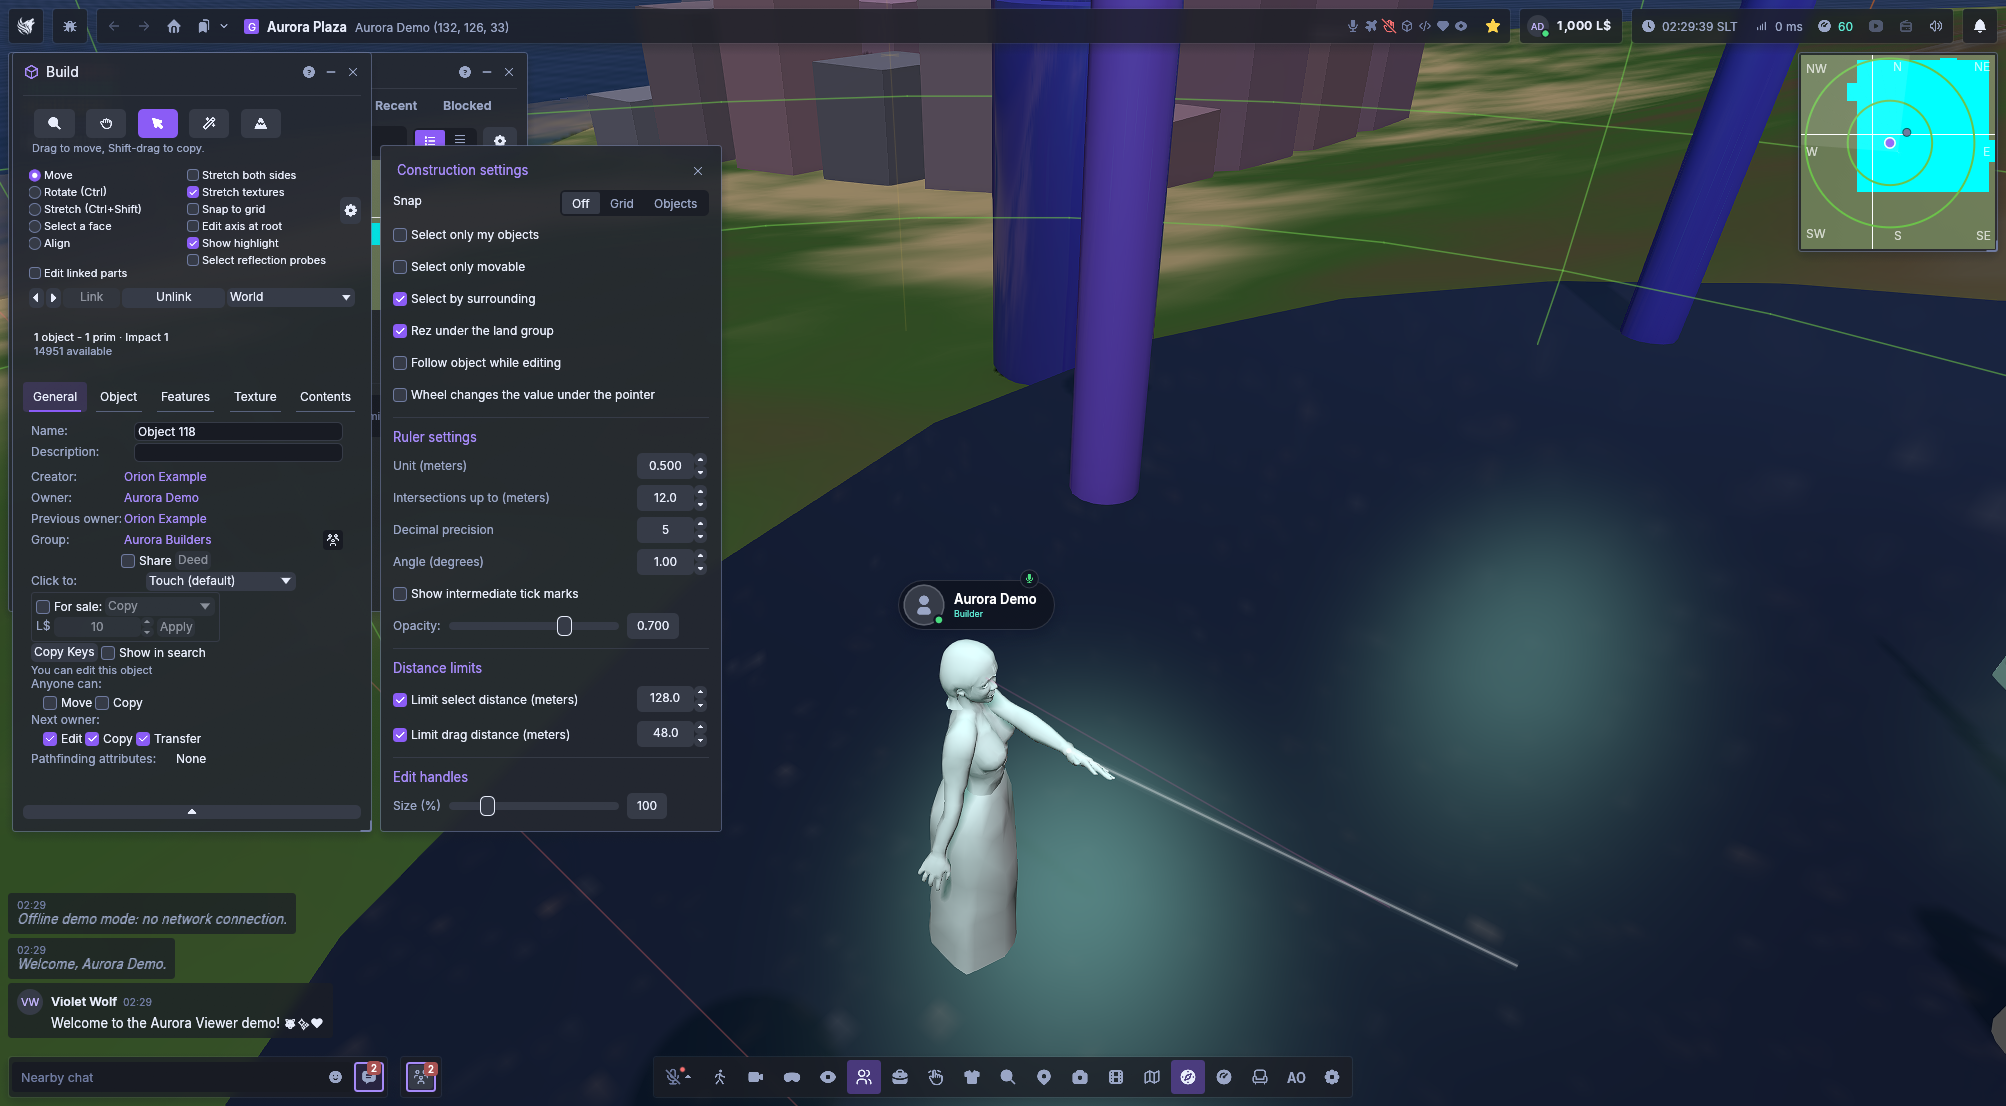 Aurora Plaza Aurora Demo (132, 126, 33)
AD 1,000 L$
02:29:39 SLT 0 ms 60
Build
Drag to move, Shift-drag to copy.
Move
Rotate (Ctrl)
Stretch (Ctrl+Shift)
Select a face
Align
Edit linked parts
Stretch both sides
Stretch textures
Snap to grid
Edit axis at root
Show highlight
Select reflection probes
Link Unlink World
1 object - 1 prim · Impact 1
14951 available
General Object Features Texture Contents
Name: Object 118
Description:
Creator: Orion Example
Owner: Aurora Demo
Previous owner: Orion Example
Group: Aurora Builders
Share Deed
Click to: Touch (default)
For sale: Copy
L$ 10 Apply
Copy Keys Show in search
You can edit this object
Anyone can:
Move Copy
Next owner:
Edit Copy Transfer
Pathfinding attributes: None
Recent Blocked
Construction settings
Snap Off Grid Objects
Select only my objects
Select only movable
Select by surrounding
Rez under the land group
Follow object while editing
Wheel changes the value under the pointer
Ruler settings
Unit (meters) 0.500
Intersections up to (meters) 12.0
Decimal precision 5
Angle (degrees) 1.00
Show intermediate tick marks
Opacity: 0.700
Distance limits
Limit select distance (meters) 128.0
Limit drag distance (meters) 48.0
Edit handles
Size (%) 100
NW N NE
W E
SW S SE
Aurora Demo
Builder
02:29
Offline demo mode: no network connection.
02:29
Welcome, Aurora Demo.
VW Violet Wolf 02:29
Welcome to the Aurora Viewer demo!
Nearby chat 2 2
AO